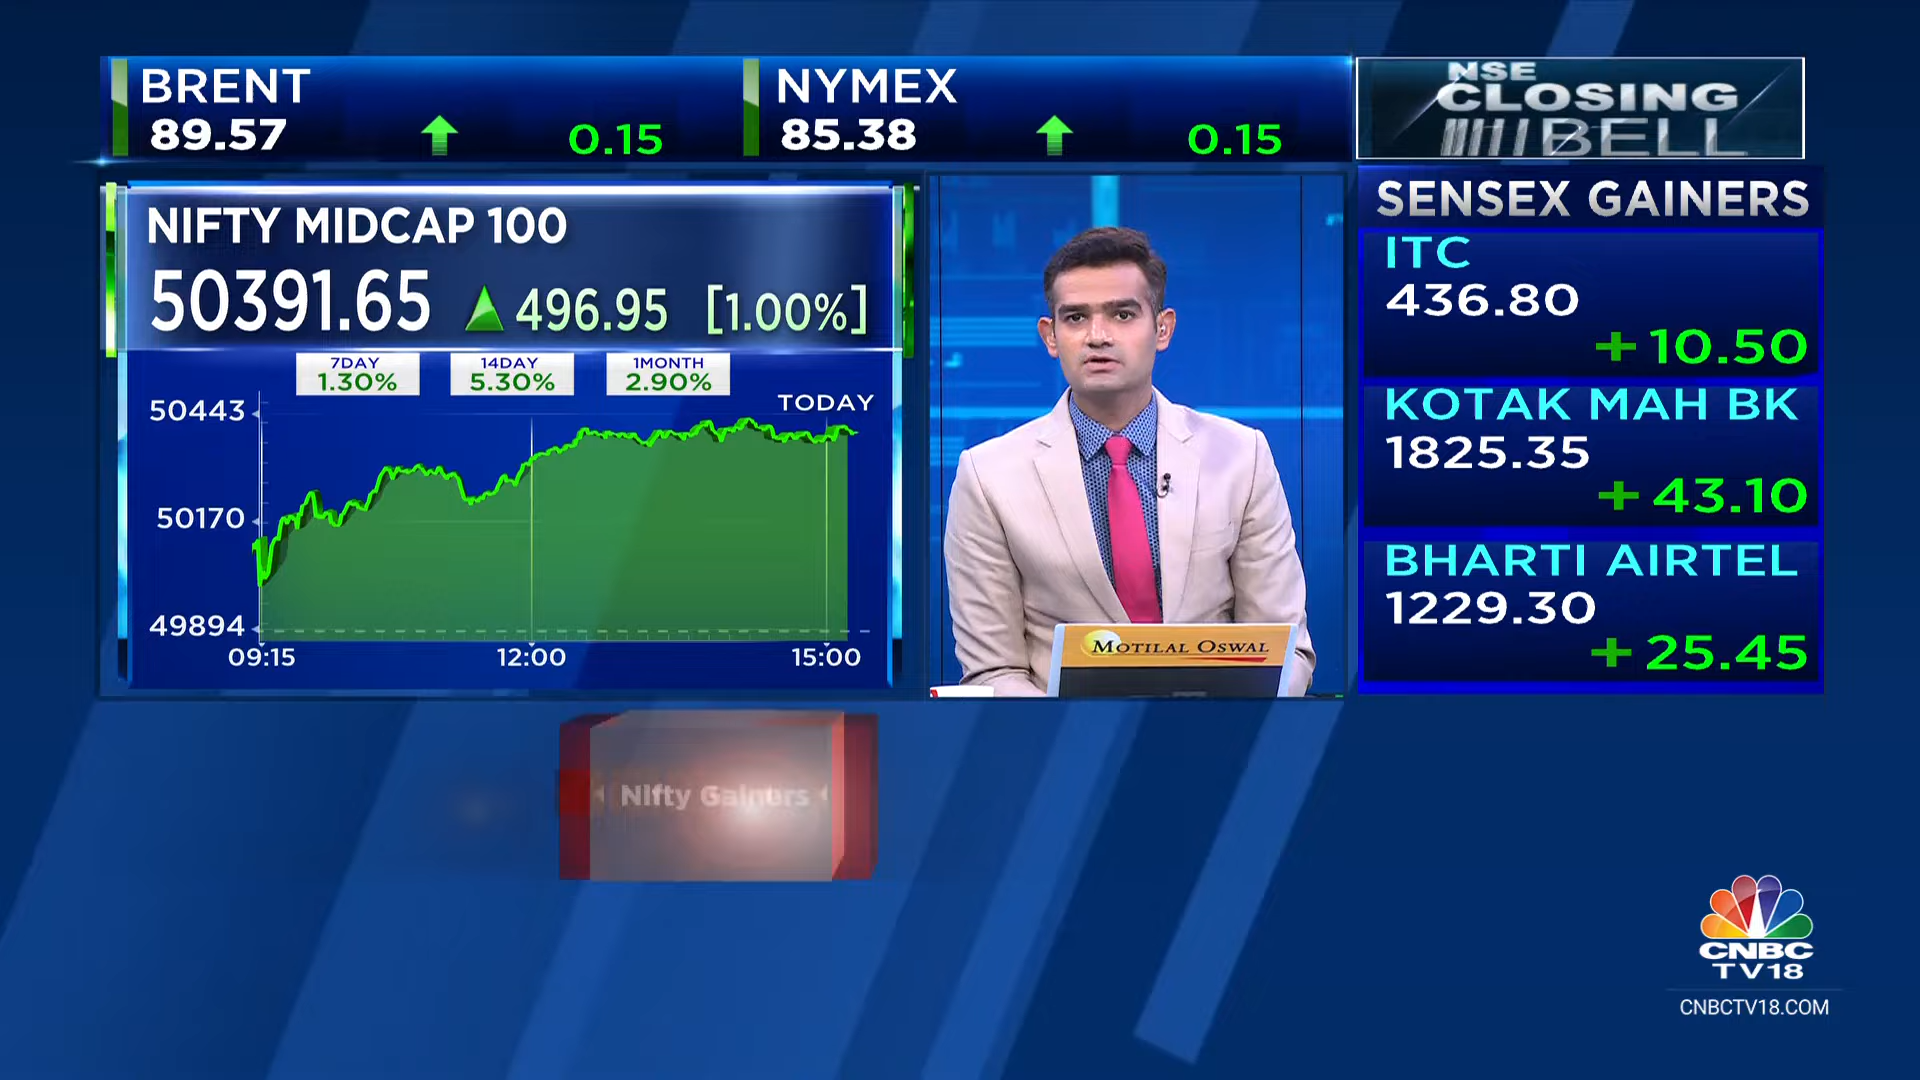 BRENT
89.57 0.15
NYMEX
85.38 0.15
NSE
CLOSING
BELL
NIFTY MIDCAP 100
50391.65 496.95 [1.00%]
7DAY
1.30%
14DAY
5.30%
1MONTH
2.90%
TODAY
50443
50170
49894
09:15 12:00 15:00
MOTILAL OSWAL
SENSEX GAINERS
ITC
436.80
+10.50
KOTAK MAH BK
1825.35
+43.10
BHARTI AIRTEL
1229.30
+25.45
Nifty Gainers
CNBC
TV18
CNBCTV18.COM